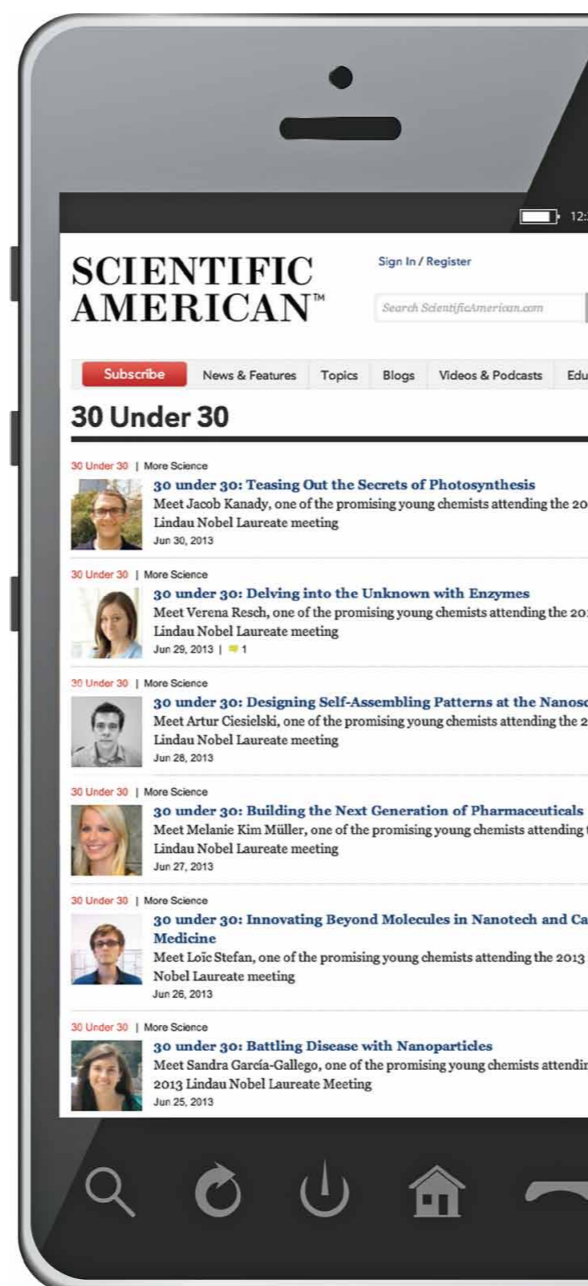 12:
SCIENTIFIC
AMERICAN™
Sign In / Register
Search ScientificAmerican.com
Subscribe News & Features Topics Blogs Videos & Podcasts
30 Under 30
30 Under 30 | More Science
30 under 30: Teasing Out the Secrets of Photosynthesis
Meet Jacob Kanady, one of the promising young chemists attending the
Lindau Nobel Laureate meeting
Jun 30, 2013
30 Under 30 | More Science
30 under 30: Delving into the Unknown with Enzymes
Meet Verena Resch, one of the promising young chemists attending the
Lindau Nobel Laureate meeting
Jun 29, 2013 | 1
30 Under 30 | More Science
30 under 30: Designing Self-Assembling Patterns at the
Meet Artur Ciesielski, one of the promising young chemists attending the
Lindau Nobel Laureate meeting
Jun 28, 2013
30 Under 30 | More Science
30 under 30: Building the Next Generation of Pharmaceuticals
Meet Melanie Kim Müller, one of the promising young chemists attending
Lindau Nobel Laureate meeting
Jun 27, 2013
30 Under 30 | More Science
30 under 30: Innovating Beyond Molecules in Nanotech and
Medicine
Meet Loïc Stefan, one of the promising young chemists attending the 2013
Nobel Laureate meeting
Jun 26, 2013
30 Under 30 | More Science
30 under 30: Battling Disease with Nanoparticles
Meet Sandra García-Gallego, one of the promising young chemists
2013 Lindau Nobel Laureate Meeting
Jun 25, 2013